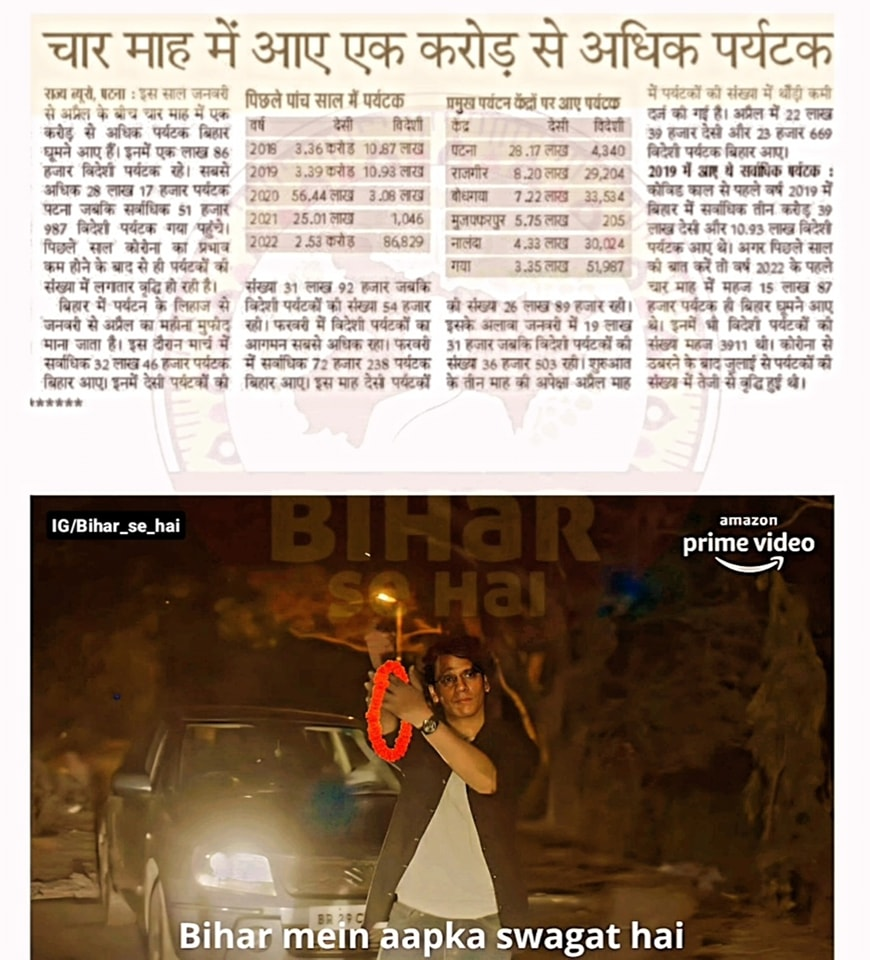 चार माह में आए एक करोड़ से अधिक पर्यटक
राज्य ब्यूरो, पटना : इस साल जनवरी
से अप्रैल के बीच चार माह में एक
करोड़ से अधिक पर्यटक बिहार
घूमने आए हैं। इनमें एक लाख 86
हजार विदेशी पर्यटक रहे। सबसे
अधिक 28 लाख 17 हजार पर्यटक
पटना जबकि सर्वाधिक 51 हजार
987 विदेशी पर्यटक गया पहुंचे।
पिछले साल कोरोना का प्रभाव
कम होने के बाद से ही पर्यटकों की
संख्या में लगातार वृद्धि हो रही है।
बिहार में पर्यटन के लिहाज से
जनवरी से अप्रैल का महीना मुफीद
माना जाता है। इस दौरान मार्च में
सर्वाधिक 32 लाख 46 हजार पर्यटक
बिहार आए। इनमें देसी पर्यटकों की
******
पिछले पांच साल में पर्यटक
वर्ष देसी विदेशी
2018 3.36 करोड़ 10.87 लाख
2019 3.39 करोड़ 10.93 लाख
2020 56.44 लाख 3.08 लाख
2021 25.01 लाख 1,046
2022 2.53 करोड़ 86,829
संख्या 31 लाख 92 हजार जबकि
विदेशी पर्यटकों की संख्या 54 हजार
रही। फरवरी में विदेशी पर्यटकों का
आगमन सबसे अधिक रहा। फरवरी
में सर्वाधिक 72 हजार 238 पर्यटक
बिहार आए। इस माह देसी पर्यटकों
प्रमुख पर्यटन केंद्रों पर आए पर्यटक
केंद्र देसी विदेशी
पटना 28.17 लाख 4,340
राजगीर 8.20 लाख 29,204
बोधगया 7.22 लाख 33,534
मुजफ्फरपुर 5.75 लाख 205
नालंदा 4.33 लाख 30,024
गया 3.35 लाख 51,987
की संख्या 26 लाख 89 हजार रही।
इसके अलावा जनवरी में 19 लाख
31 हजार जबकि विदेशी पर्यटकों की
संख्या 36 हजार 503 रही। शुरुआत
के तीन माह की अपेक्षा अप्रैल माह
में पर्यटकों की संख्या में थोड़ी कमी
दर्ज की गई है। अप्रैल में 22 लाख
39 हजार देसी और 23 हजार 669
विदेशी पर्यटक बिहार आए।
2019 में आए थे सर्वाधिक पर्यटक :
कोविड काल से पहले वर्ष 2019 में
बिहार में सर्वाधिक तीन करोड़ 39
लाख देसी और 10.93 लाख विदेशी
पर्यटक आए थे। अगर पिछले साल
की बात करें तो वर्ष 2022 के पहले
चार माह में महज 15 लाख 87
हजार पर्यटक ही बिहार घूमने आए
थे। इनमें भी विदेशी पर्यटकों की
संख्या महज 3911 थी। कोरोना से
उबरने के बाद जुलाई से पर्यटकों की
संख्या में तेजी से वृद्धि हुई थी।
IG/Bihar_se_hai
amazon
prime video
BIHaR
se Hai
Bihar mein aapka swagat hai